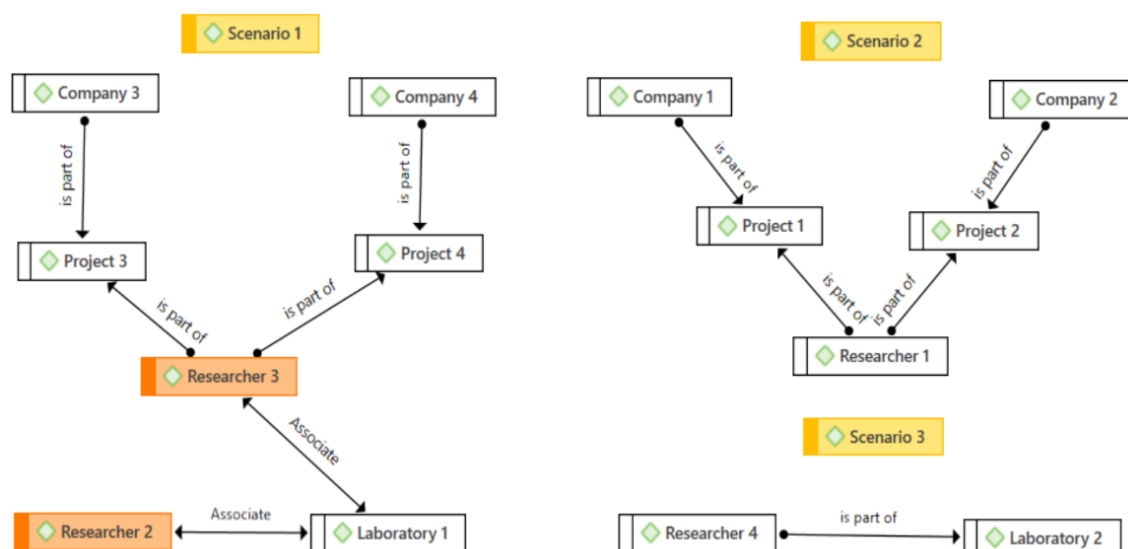 Scenario 1
Company 3
Company 4
is part of
is part of
Project 3
Project 4
is part of
is part of
Researcher 3
Associate
Researcher 2
Associate
Laboratory 1
Scenario 2
Company 1
Company 2
is part of
is part of
Project 1
Project 2
is part of
is part of
Researcher 1
Scenario 3
Researcher 4
is part of
Laboratory 2